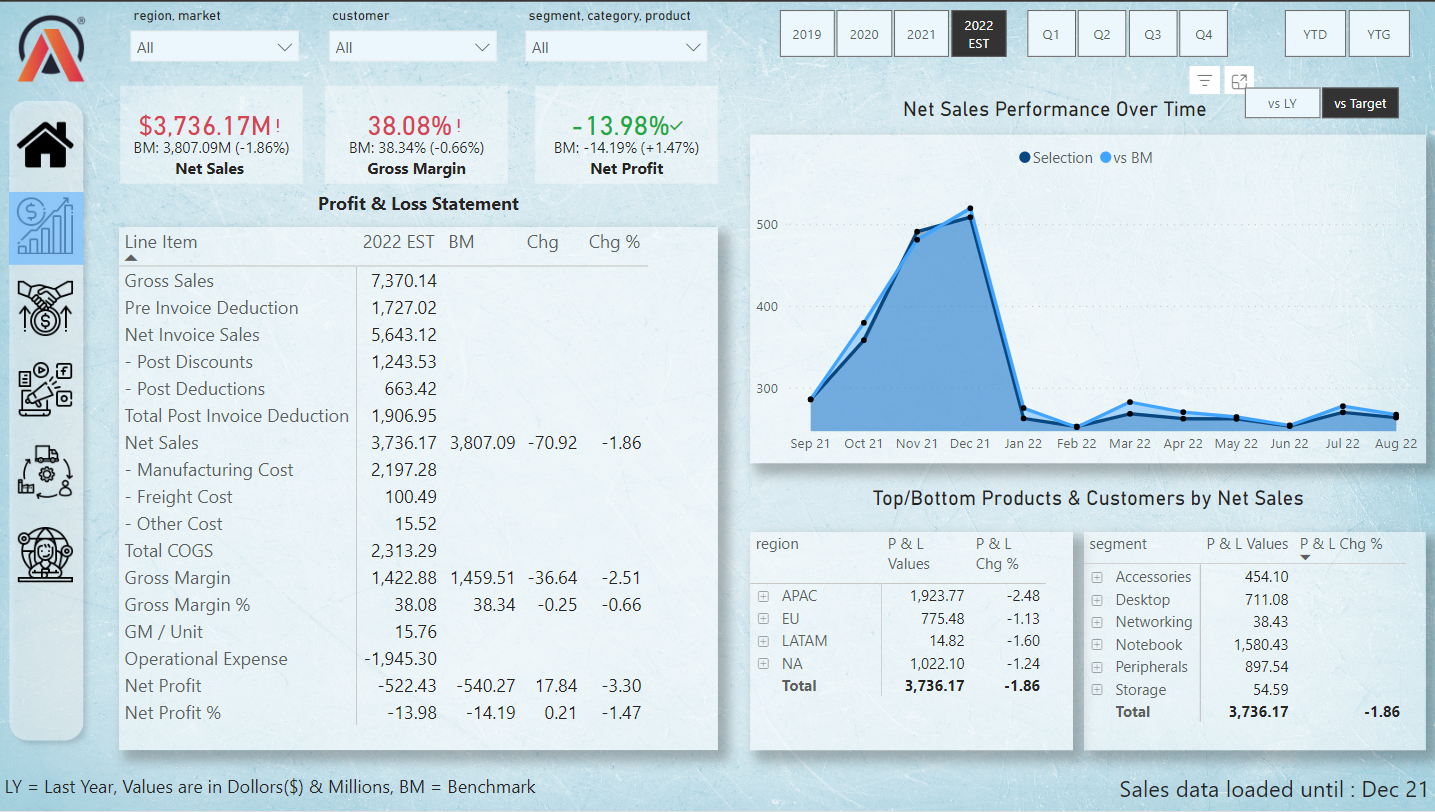 region, market
customer
segment, category, product
All
All
All
2019
2020
2021
2022
EST
Q1
Q2
Q3
Q4
YTD
YTG
$3,736.17M!
BM: 3,807.09M (-1.86%)
Net Sales
38.08%!
BM: 38.34% (-0.66%)
Gross Margin
-13.98%✓
BM: -14.19% (+1.47%)
Net Profit
Net Sales Performance Over Time
vs LY
vs Target
Selection
vs BM
500
400
300
Sep 21 Oct 21 Nov 21 Dec 21 Jan 22 Feb 22 Mar 22 Apr 22 May 22 Jun 22 Jul 22 Aug 22
Profit & Loss Statement
Line Item 2022 EST BM Chg Chg %
Gross Sales 7,370.14
Pre Invoice Deduction 1,727.02
Net Invoice Sales 5,643.12
- Post Discounts 1,243.53
- Post Deductions 663.42
Total Post Invoice Deduction 1,906.95
Net Sales 3,736.17 3,807.09 -70.92 -1.86
- Manufacturing Cost 2,197.28
- Freight Cost 100.49
- Other Cost 15.52
Total COGS 2,313.29
Gross Margin 1,422.88 1,459.51 -36.64 -2.51
Gross Margin % 38.08 38.34 -0.25 -0.66
GM / Unit 15.76
Operational Expense -1,945.30
Net Profit -522.43 -540.27 17.84 -3.30
Net Profit % -13.98 -14.19 0.21 -1.47
Top/Bottom Products & Customers by Net Sales
region P & L Values P & L Chg %
APAC 1,923.77 -2.48
EU 775.48 -1.13
LATAM 14.82 -1.60
NA 1,022.10 -1.24
Total 3,736.17 -1.86
segment P & L Values P & L Chg %
Accessories 454.10
Desktop 711.08
Networking 38.43
Notebook 1,580.43
Peripherals 897.54
Storage 54.59
Total 3,736.17 -1.86
LY = Last Year, Values are in Dollors($) & Millions, BM = Benchmark
Sales data loaded until : Dec 21